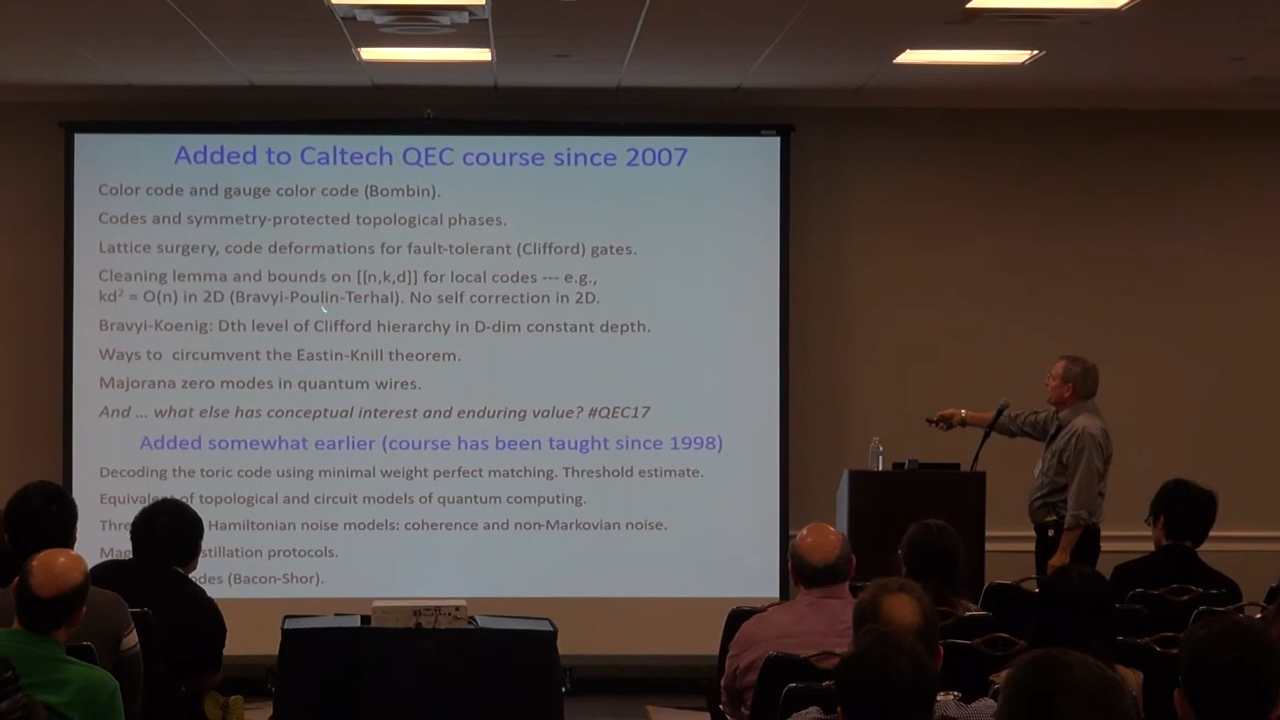 Added to Caltech QEC course since 2007
Color code and gauge color code (Bombin).
Codes and symmetry-protected topological phases.
Lattice surgery, code deformations for fault-tolerant (Clifford) gates.
Cleaning lemma and bounds on [[n,k,d]] for local codes --- e.g.,
kd² = O(n) in 2D (Bravyi-Poulin-Terhal). No self correction in 2D.
Bravyi-Koenig: Dth level of Clifford hierarchy in D-dim constant depth.
Ways to circumvent the Eastin-Knill theorem.
Majorana zero modes in quantum wires.
And ... what else has conceptual interest and enduring value? #QEC17
Added somewhat earlier (course has been taught since 1998)
Decoding the toric code using minimal weight perfect matching. Threshold estimate.
of topological and circuit models of quantum computing.
Hamiltonian noise models: coherence and non-Markovian noise.
protocols.
(Bacon-Shor).